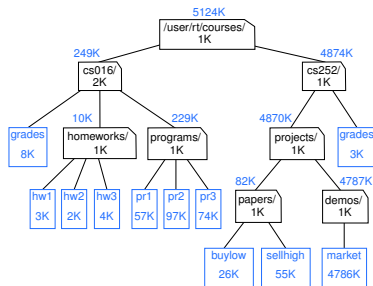 5124K
/user/rt/courses/
1K
249K
4874K
cs016/
2K
cs252/
1K
10K
229K
4870K
grades
8K
homeworks/
1K
programs/
1K
projects/
1K
grades
3K
82K
4787K
hw1
3K
hw2
2K
hw3
4K
pr1
57K
pr2
97K
pr3
74K
papers/
1K
demos/
1K
buylow
26K
sellhigh
55K
market
4786K